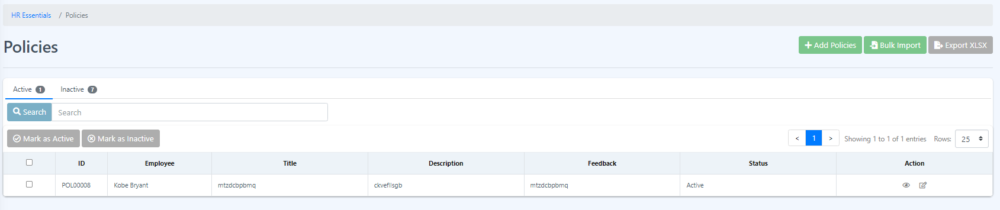 HR Essentials / Policies
Policies
Add Policies Bulk Import Export XLSX
Active 1 Inactive 7
Search Search
Mark as Active Mark as Inactive < 1 > Showing 1 to 1 of 1 entries Rows: 25
ID Employee Title Description Feedback Status Action
POL00008 Kobe Bryant mtzdcbpbmq ckvefilsgb mtzdcbpbmq Active